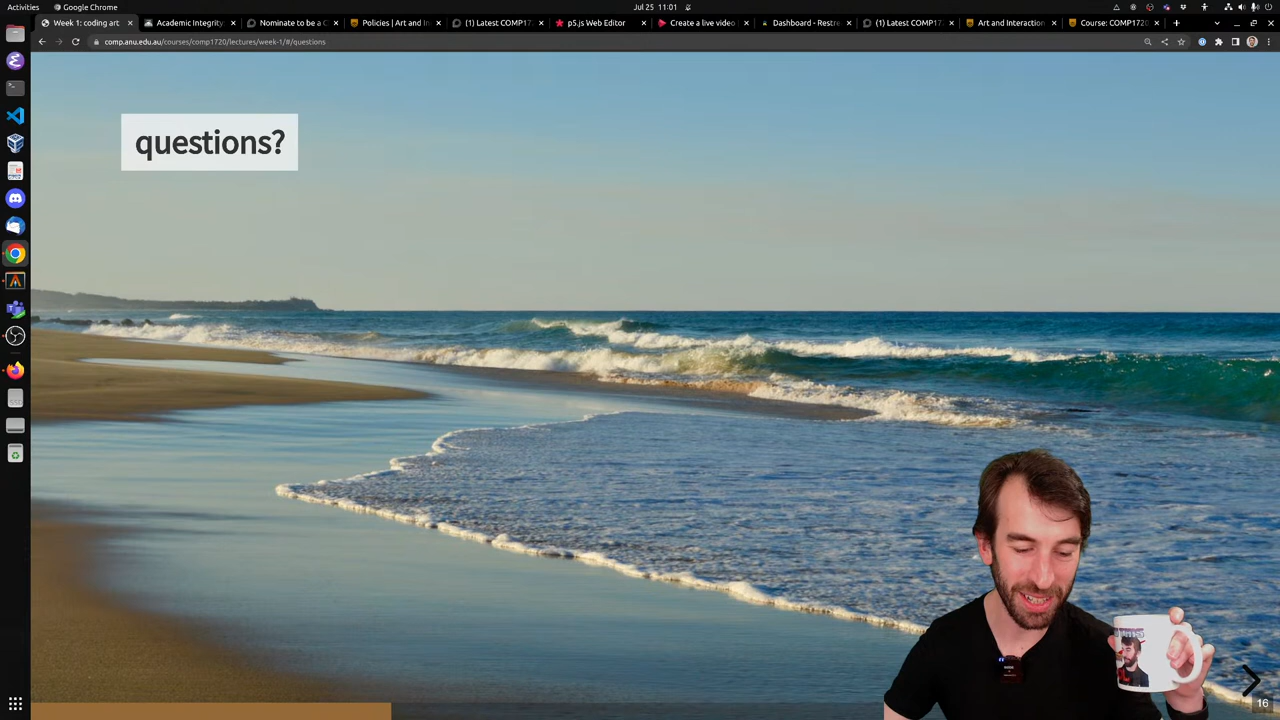 Activities
Google Chrome
Jul 25 11:01
Week 1: coding art
Academic Integrity
Nominate to be a C
Policies | Art and In
(1) Latest COMP17
p5.js Web Editor
Create a live video
Dashboard - Restre
(1) Latest COMP17
Art and Interaction
Course: COMP1720
comp.anu.edu.au/courses/comp1720/lectures/week-1/#/questions
questions?
16